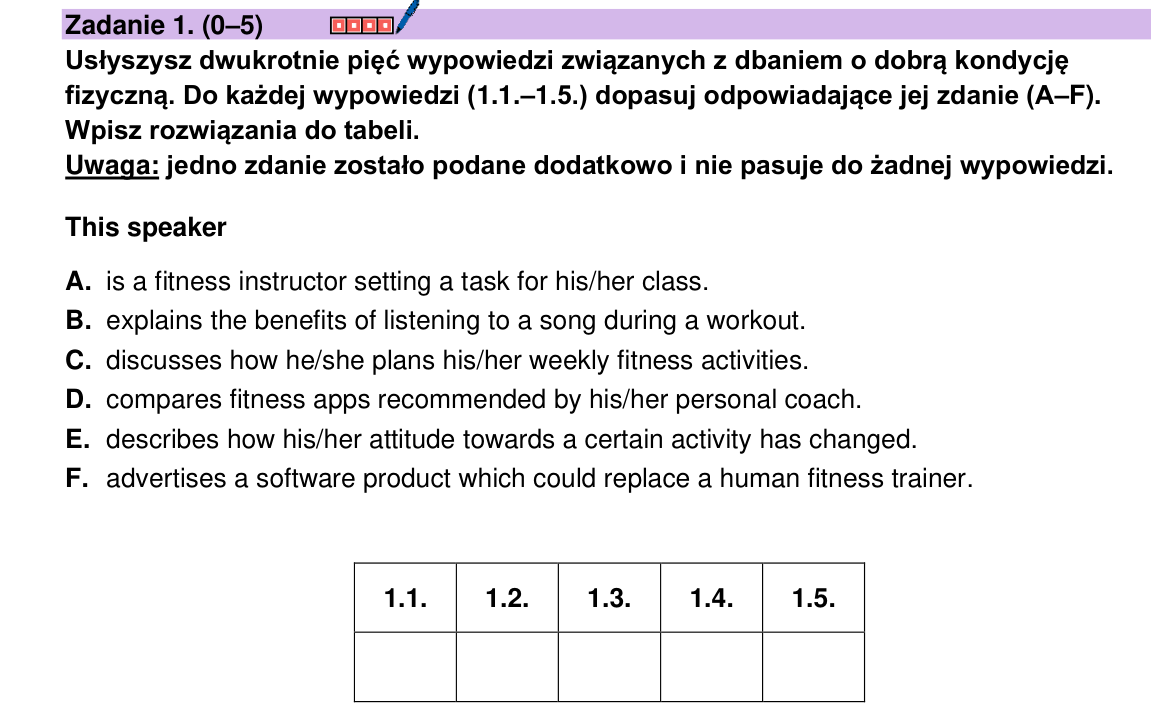 Zadanie 1. (0–5)
Usłyszysz dwukrotnie pięć wypowiedzi związanych z dbaniem o dobrą kondycję
fizyczną. Do każdej wypowiedzi (1.1.–1.5.) dopasuj odpowiadające jej zdanie (A–F).
Wpisz rozwiązania do tabeli.
Uwaga: jedno zdanie zostało podane dodatkowo i nie pasuje do żadnej wypowiedzi.
This speaker
A. is a fitness instructor setting a task for his/her class.
B. explains the benefits of listening to a song during a workout.
C. discusses how he/she plans his/her weekly fitness activities.
D. compares fitness apps recommended by his/her personal coach.
E. describes how his/her attitude towards a certain activity has changed.
F. advertises a software product which could replace a human fitness trainer.
1.1. 1.2. 1.3. 1.4. 1.5.